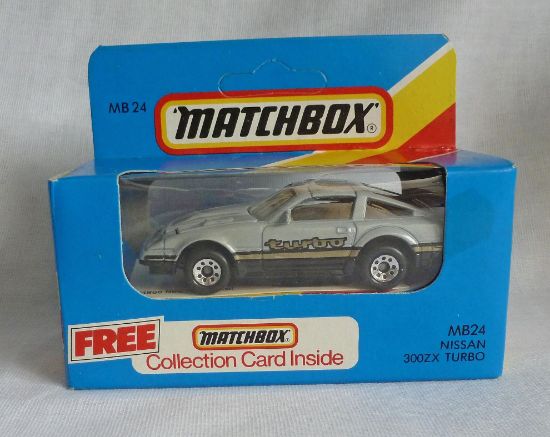 MB 24
"MATCHBOX"®
turbo
FREE
"MATCHBOX"®
Collection Card Inside
MB24
NISSAN
300ZX TURBO